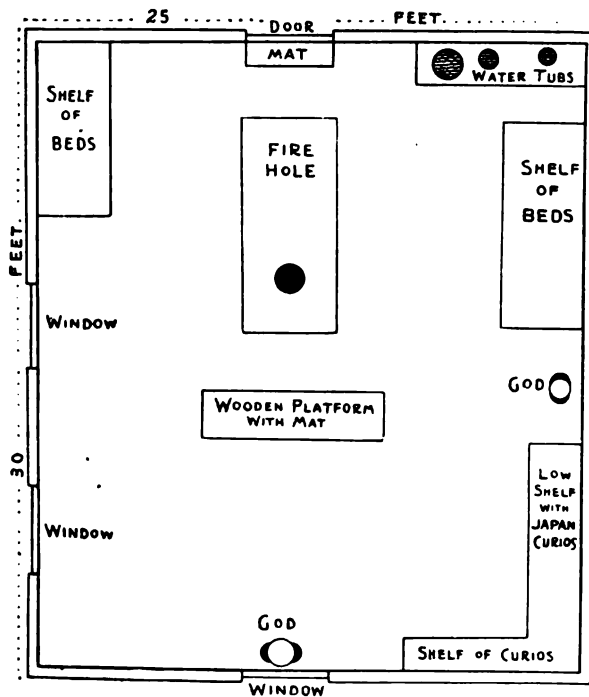 25 FEET
DOOR
MAT
WATER TUBS
SHELF
OF
BEDS
FIRE
HOLE
SHELF
OF
BEDS
30 FEET
WINDOW
GOD
WOODEN PLATFORM
WITH MAT
LOW
SHELF
WITH
JAPAN
CURIOS
WINDOW
GOD
SHELF OF CURIOS
WINDOW